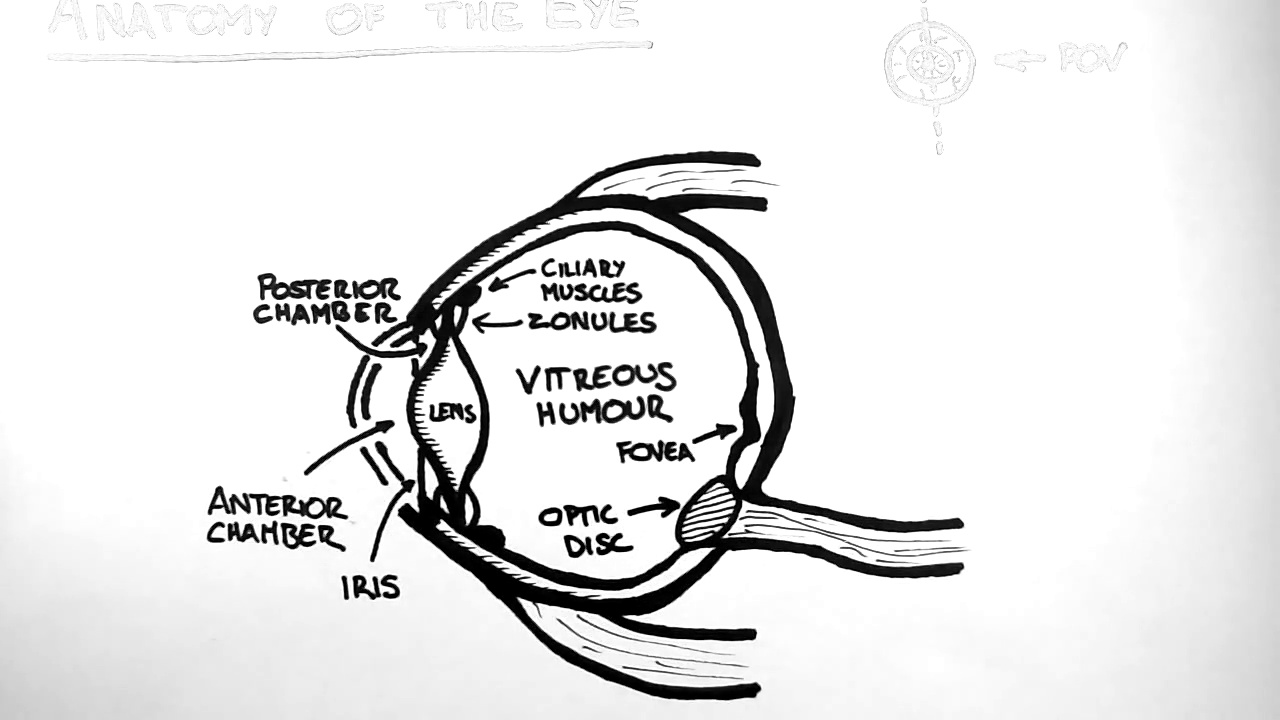 ANATOMY OF THE EYE
POV
CILIARY
MUSCLES
POSTERIOR
CHAMBER
ZONULES
VITREOUS
HUMOUR
LENS
FOVEA
ANTERIOR
CHAMBER
OPTIC
DISC
IRIS